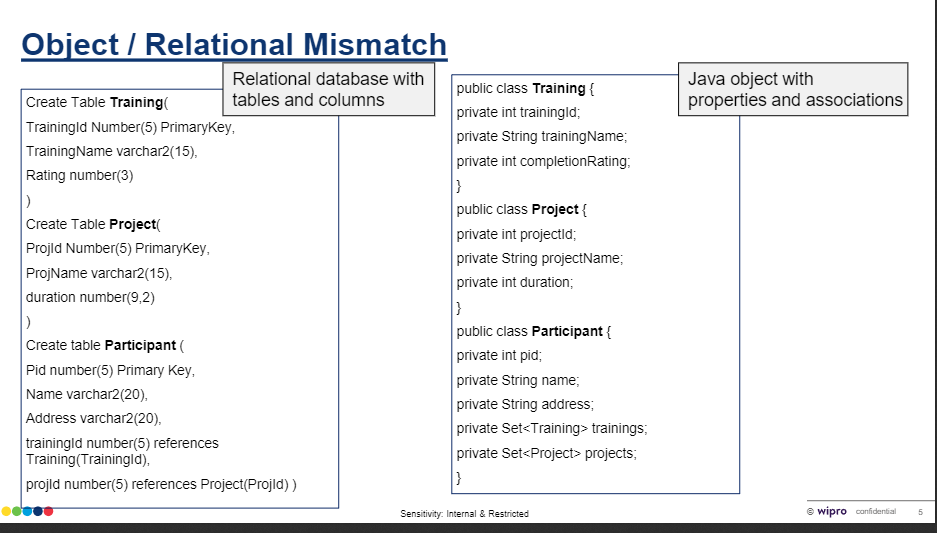 Object / Relational Mismatch
Relational database with
tables and columns
Create Table Training(
TrainingId Number(5) PrimaryKey,
TrainingName varchar2(15),
Rating number(3)
)
Create Table Project(
ProjId Number(5) PrimaryKey,
ProjName varchar2(15),
duration number(9,2)
)
Create table Participant (
Pid number(5) Primary Key,
Name varchar2(20),
Address varchar2(20),
trainingId number(5) references
Training(TrainingId),
projId number(5) references Project(ProjId) )
Java object with
properties and associations
public class Training {
private int trainingId;
private String trainingName;
private int completionRating;
}
public class Project {
private int projectId;
private String projectName;
private int duration;
}
public class Participant {
private int pid;
private String name;
private String address;
private Set<Training> trainings;
private Set<Project> projects;
}
Sensitivity: Internal & Restricted
© wipro confidential 5